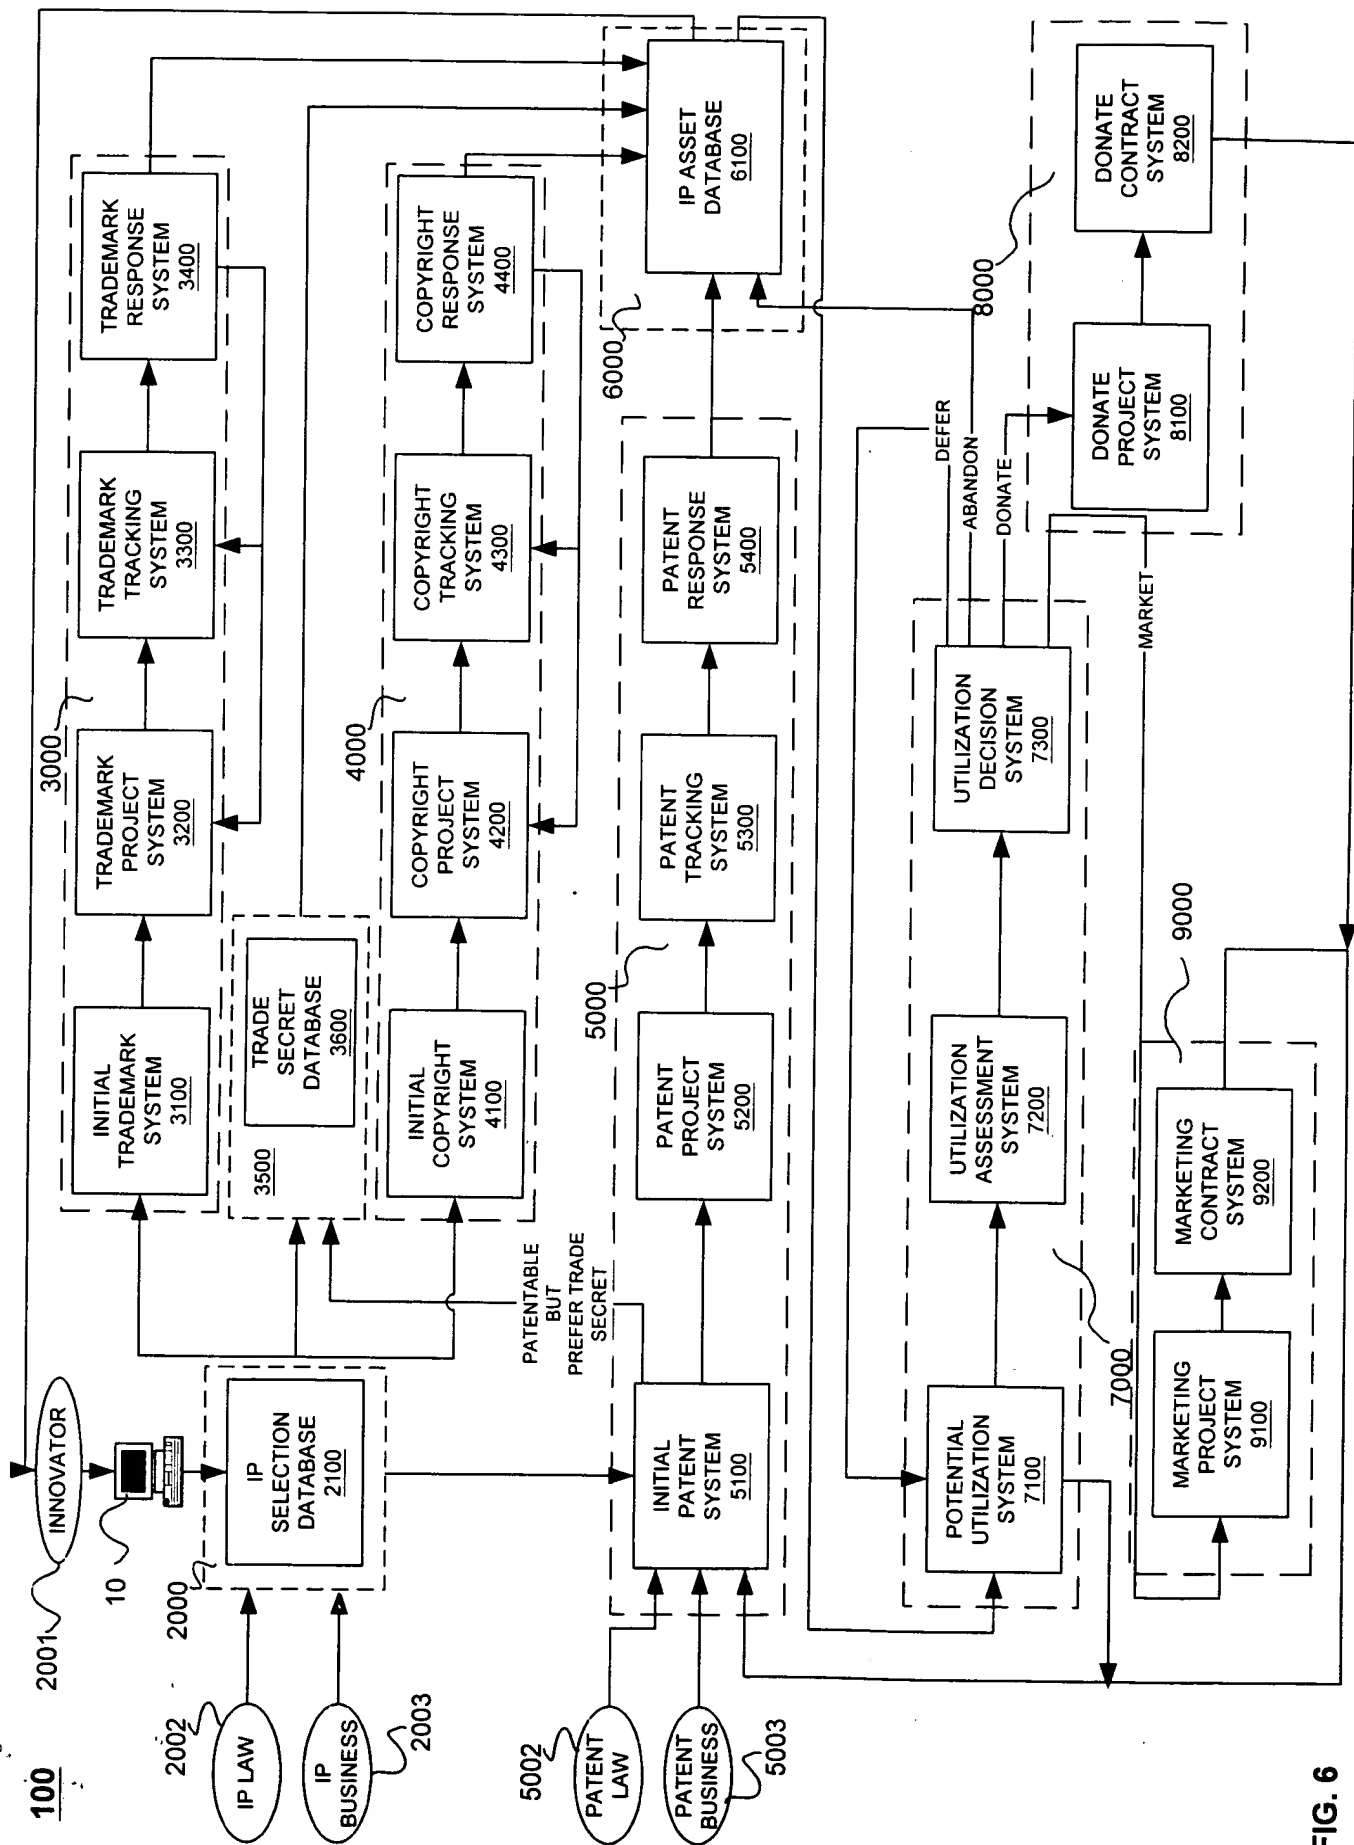 100
2001
INNOVATOR
10
2002
IP LAW
IP
BUSINESS
2003
2000
IP
SELECTION
DATABASE
2100
3000
INITIAL
TRADEMARK
SYSTEM
3100
TRADEMARK
PROJECT
SYSTEM
3200
TRADEMARK
TRACKING
SYSTEM
3300
TRADEMARK
RESPONSE
SYSTEM
3400
3500
TRADE
SECRET
DATABASE
3600
4000
INITIAL
COPYRIGHT
SYSTEM
4100
COPYRIGHT
PROJECT
SYSTEM
4200
COPYRIGHT
TRACKING
SYSTEM
4300
COPYRIGHT
RESPONSE
SYSTEM
4400
PATENTABLE
BUT
PREFER TRADE
SECRET
5002
PATENT
LAW
PATENT
BUSINESS
5003
5000
INITIAL
PATENT
SYSTEM
5100
PATENT
PROJECT
SYSTEM
5200
PATENT
TRACKING
SYSTEM
5300
PATENT
RESPONSE
SYSTEM
5400
6000
IP ASSET
DATABASE
6100
7000
POTENTIAL
UTILIZATION
SYSTEM
7100
UTILIZATION
ASSESSMENT
SYSTEM
7200
UTILIZATION
DECISION
SYSTEM
7300
DEFER
ABANDON
DONATE
MARKET
8000
DONATE
PROJECT
SYSTEM
8100
DONATE
CONTRACT
SYSTEM
8200
9000
MARKETING
PROJECT
SYSTEM
9100
MARKETING
CONTRACT
SYSTEM
9200
FIG. 6